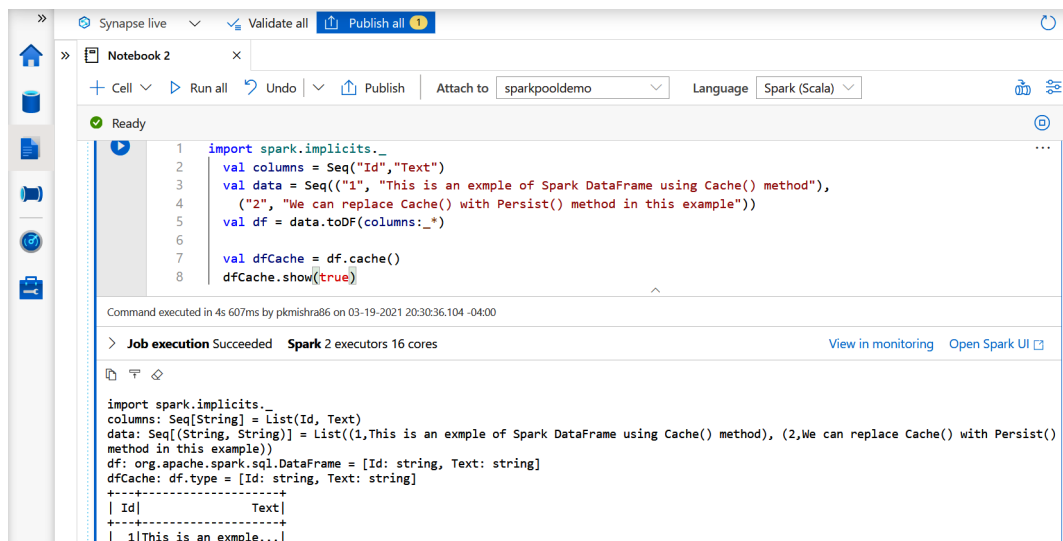 Synapse live Validate all Publish all 1
Notebook 2
Cell Run all Undo Publish Attach to sparkpooldemo Language Spark (Scala)
Ready
1 import spark.implicits._
2 val columns = Seq("Id","Text")
3 val data = Seq(("1", "This is an exmple of Spark DataFrame using Cache() method"),
4 ("2", "We can replace Cache() with Persist() method in this example"))
5 val df = data.toDF(columns:_*)
6
7 val dfCache = df.cache()
8 dfCache.show(true)
Command executed in 4s 607ms by pkmishra86 on 03-19-2021 20:30:36.104 -04:00
Job execution Succeeded Spark 2 executors 16 cores View in monitoring Open Spark UI
import spark.implicits._
columns: Seq[String] = List(Id, Text)
data: Seq[(String, String)] = List((1,This is an exmple of Spark DataFrame using Cache() method), (2,We can replace Cache() with Persist()
method in this example))
df: org.apache.spark.sql.DataFrame = [Id: string, Text: string]
dfCache: df.type = [Id: string, Text: string]
+---+--------------------+
| Id|                Text|
+---+--------------------+
|  1|This is an exmple...|